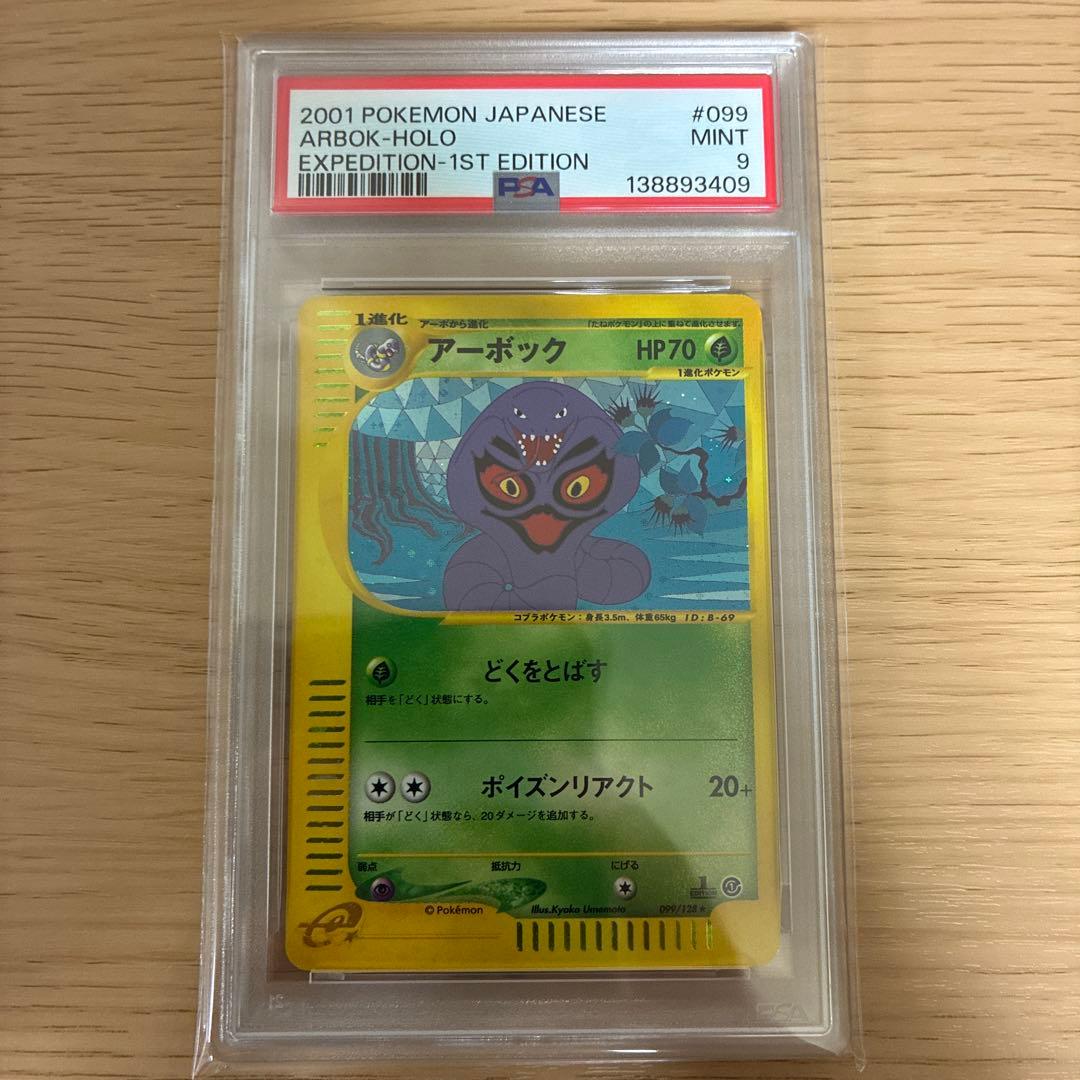 2001 POKEMON JAPANESE #099
ARBOK-HOLO MINT
EXPEDITION-1ST EDITION 9
PSA 138893409
1進化 アーボから進化 「たねポケモン」の上に重ねて進化させます。
アーボック HP70
1進化ポケモン
コブラポケモン：身長3.5m、体重65kg ID:B-69
どくをとばす
相手を「どく」状態にする。
ポイズンリアクト 20+
相手が「どく」状態なら、20ダメージを追加する。
弱点 抵抗力 にげる
1 EDITION
©Pokémon Illus.Kyoko Umemoto 099/128★
e
PSA